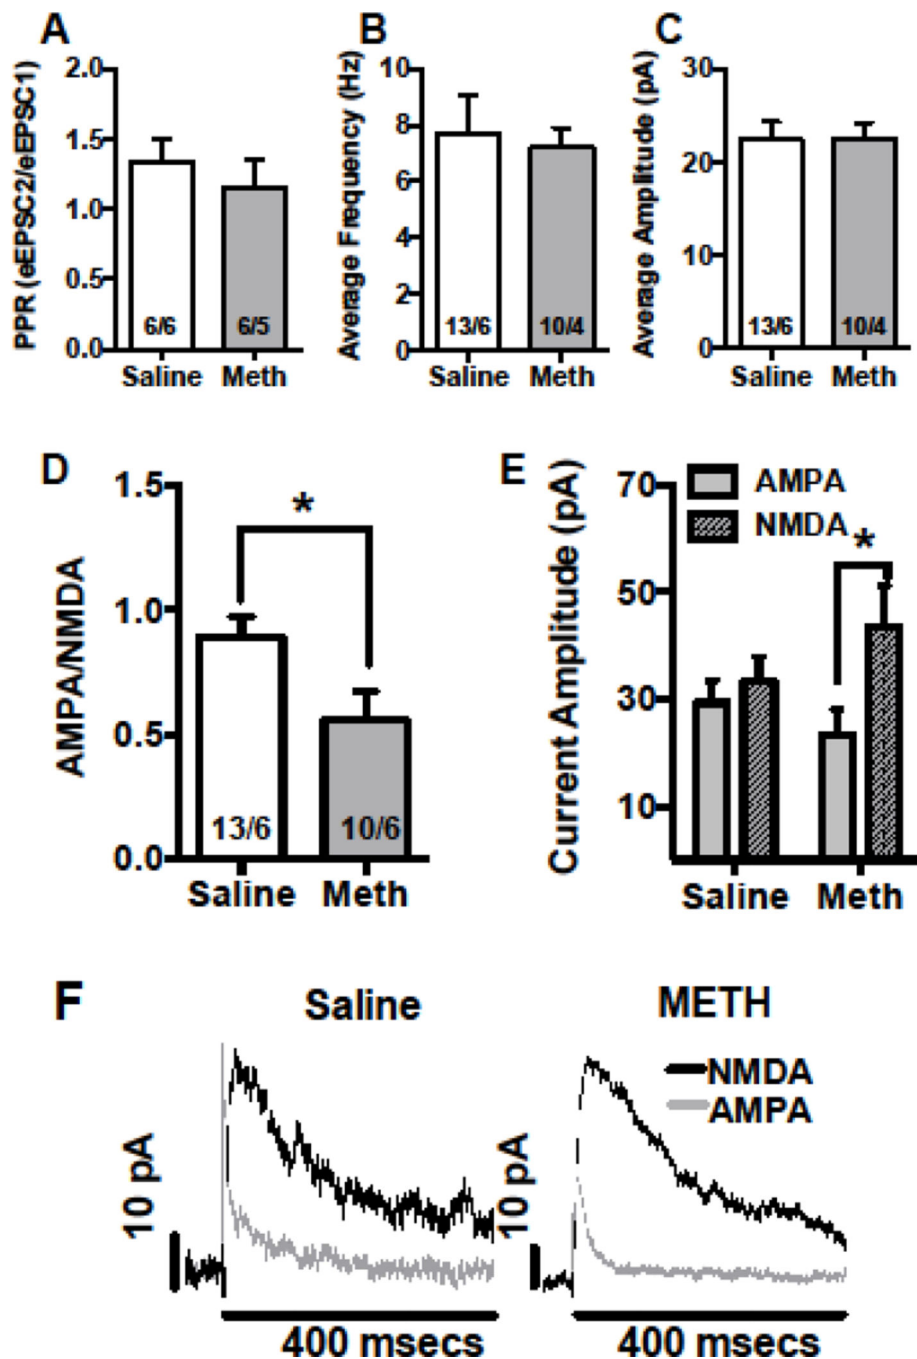 A
PPR (eEPSC2/eEPSC1)
2.0
1.5
1.0
0.5
0.0
6/6
6/5
Saline Meth
B
Average Frequency (Hz)
10
8
6
4
2
0
13/6
10/4
Saline Meth
C
Average Amplitude (pA)
30
20
10
0
13/6
10/4
Saline Meth
D
AMPA/NMDA
1.5
1.0
0.5
0.0
*
13/6
10/6
Saline Meth
E
Current Amplitude (pA)
70
50
30
10
AMPA
NMDA
*
Saline Meth
F
Saline
METH
NMDA
AMPA
10 pA
10 pA
400 msecs
400 msecs